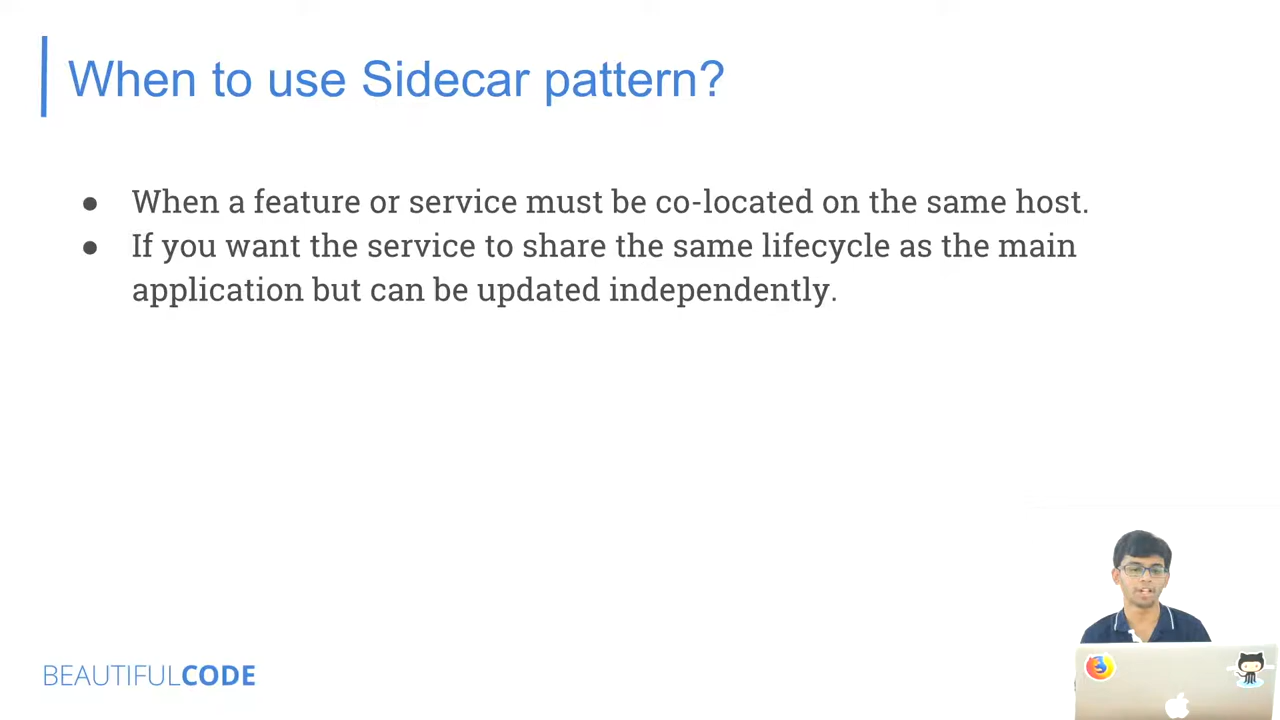 When to use Sidecar pattern?
● When a feature or service must be co-located on the same host.
● If you want the service to share the same lifecycle as the main
application but can be updated independently.
BEAUTIFULCODE